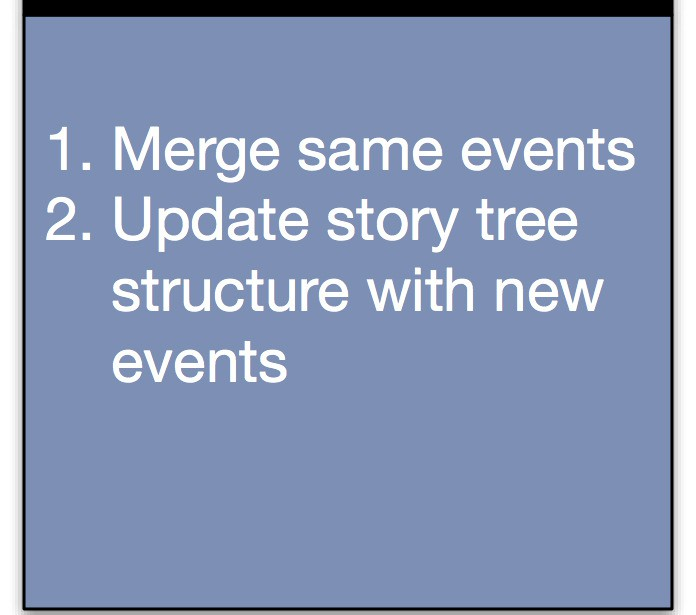 1. Merge same events
2. Update story tree
structure with new
events